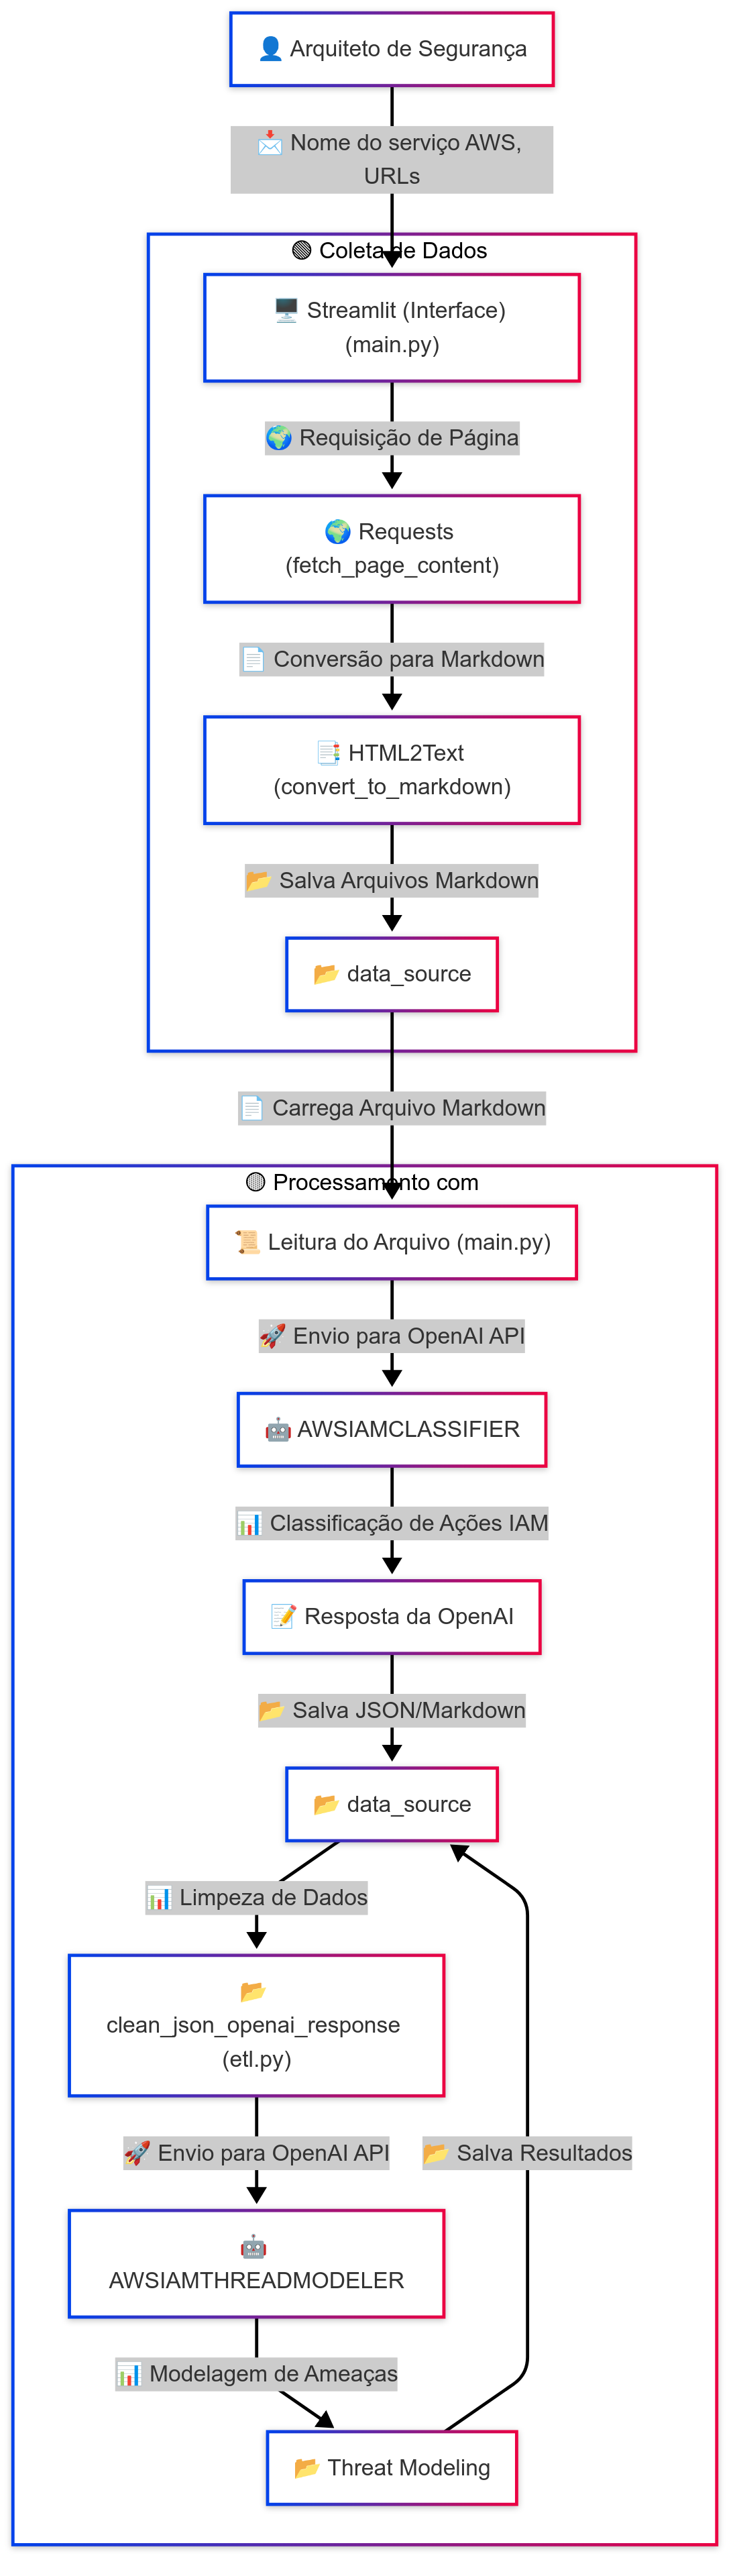 👤 Arquiteto de Segurança
📩 Nome do serviço AWS,
URLs
Coleta de Dados
🖥️ Streamlit (Interface)
(main.py)
🌍 Requisição de Página
🌍 Requests
(fetch_page_content)
📄 Conversão para Markdown
📑 HTML2Text
(convert_to_markdown)
📂 Salva Arquivos Markdown
📂 data_source
📄 Carrega Arquivo Markdown
Processamento com
📜 Leitura do Arquivo (main.py)
🚀 Envio para OpenAI API
🤖 AWSIAMCLASSIFIER
📊 Classificação de Ações IAM
📝 Resposta da OpenAI
📂 Salva JSON/Markdown
📂 data_source
📊 Limpeza de Dados
📂
clean_json_openai_response
(etl.py)
🚀 Envio para OpenAI API
📂 Salva Resultados
🤖
AWSIAMTHREADMODELER
📊 Modelagem de Ameaças
📂 Threat Modeling